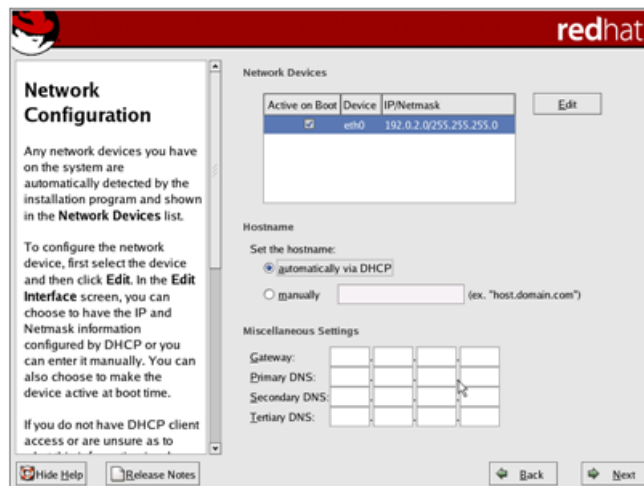 redhat
Network
Configuration
Any network devices you have
on the system are
automatically detected by the
installation program and shown
in the Network Devices list.
To configure the network
device, first select the device
and then click Edit. In the Edit
Interface screen, you can
choose to have the IP and
Netmask information
configured by DHCP or you
can enter it manually. You can
also choose to make the
device active at boot time.
If you do not have DHCP client
access or are unsure as to
Network Devices
Active on Boot Device IP/Netmask
eth0 192.0.2.0/255.255.255.0
Edit
Hostname
Set the hostname:
automatically via DHCP
manually (ex. "host.domain.com")
Miscellaneous Settings
Gateway:
Primary DNS:
Secondary DNS:
Tertiary DNS:
Hide Help
Release Notes
Back
Next